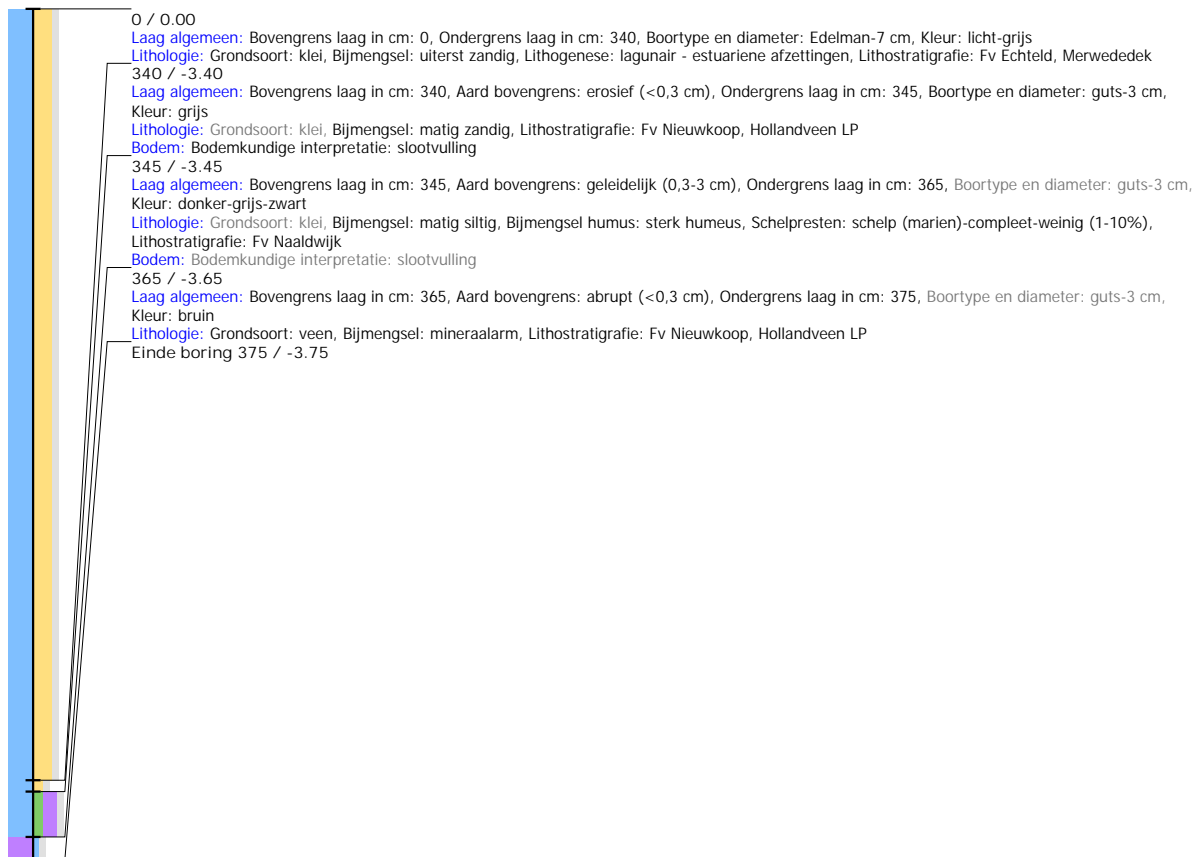 0 / 0.00
Laag algemeen: Bovengrens laag in cm: 0, Ondergrens laag in cm: 340, Boortype en diameter: Edelman-7 cm, Kleur: licht-grijs
Lithologie: Grondsoort: klei, Bijmengsel: uiterst zandig, Lithogenese: lagunair - estuariene afzettingen, Lithostratigrafie: Fv Echteld, Merwededek
340 / -3.40
Laag algemeen: Bovengrens laag in cm: 340, Aard bovengrens: erosief (<0,3 cm), Ondergrens laag in cm: 345, Boortype en diameter: guts-3 cm,
Kleur: grijs
Lithologie: Grondsoort: klei, Bijmengsel: matig zandig, Lithostratigrafie: Fv Nieuwkoop, Hollandveen LP
Bodem: Bodemkundige interpretatie: slootvulling
345 / -3.45
Laag algemeen: Bovengrens laag in cm: 345, Aard bovengrens: geleidelijk (0,3-3 cm), Ondergrens laag in cm: 365, Boortype en diameter: guts-3 cm,
Kleur: donker-grijs-zwart
Lithologie: Grondsoort: klei, Bijmengsel: matig siltig, Bijmengsel humus: sterk humeus, Schelpresten: schelp (marien)-compleet-weinig (1-10%),
Lithostratigrafie: Fv Naaldwijk
Bodem: Bodemkundige interpretatie: slootvulling
365 / -3.65
Laag algemeen: Bovengrens laag in cm: 365, Aard bovengrens: abrupt (<0,3 cm), Ondergrens laag in cm: 375, Boortype en diameter: guts-3 cm,
Kleur: bruin
Lithologie: Grondsoort: veen, Bijmengsel: mineraalarm, Lithostratigrafie: Fv Nieuwkoop, Hollandveen LP
Einde boring 375 / -3.75